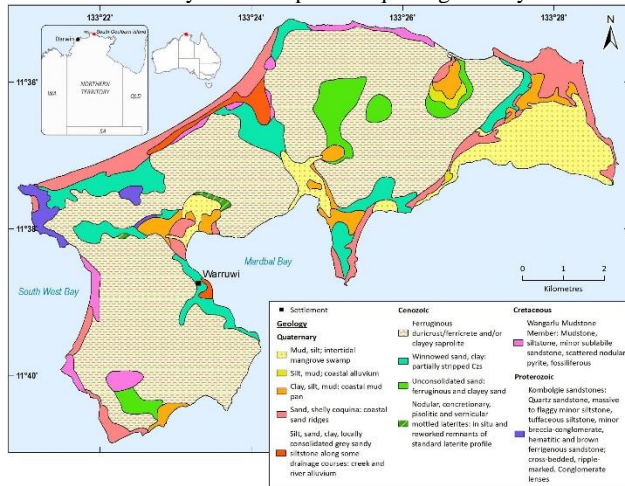 133°22'
133°24'
133°26'
133°28'
South Goulburn Island
Darwin
NORTHERN
TERRITORY
WA
QLD
SA
N
11°36'
11°38'
11°40'
Mardbal Bay
South West Bay
Warruwi
0 1 2
Kilometres
Settlement
Geology
Quaternary
Mud, silt; intertidal
mangrove swamp
Silt, mud; coastal alluvium
Clay, silt, mud: coastal mud
pan
Sand, shelly coquina: coastal
sand ridges
Silt, sand, clay, locally
consolidated grey sandy
siltstone along some
drainage courses: creek and
river alluvium
Cenozoic
Ferruginous
duricrust/ferricrete and/or
clayey saprolite
Winnowed sand, clay:
partially stripped Czs
Unconsolidated sand:
ferruginous and clayey sand
Nodular, concretionary,
pisolitic and vermicular
mottled laterites: in situ and
reworked remnants of
standard laterite profile
Cretaceous
Wangarlu Mudstone
Member: Mudstone,
siltstone, minor sublabile
sandstone, scattered nodular
pyrite, fossiliferous
Proterozoic
Kombolgie sandstones:
Quartz sandstone, massive
to flaggy minor siltstone,
tuffaceous siltstone, minor
breccia-conglomerate,
hematitic and brown
ferrigenous sandstone;
cross-bedded, ripple-
marked. Conglomerate
lenses